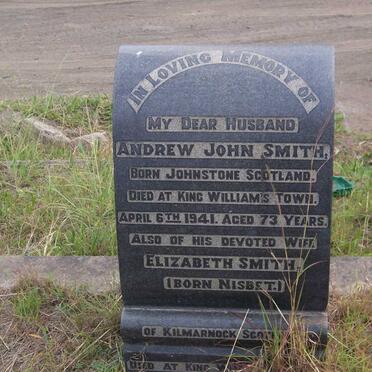 IN LOVING MEMORY OF
MY DEAR HUSBAND
ANDREW JOHN SMITH,
BORN JOHNSTONE SCOTLAND.
DIED AT KING WILLIAM'S TOWN.
APRIL 6TH 1941. AGED 73 YEARS.
ALSO OF HIS DEVOTED WIFE
ELIZABETH SMITH
(BORN NISBET.)
OF KILMARNOCK
DIED AT KING